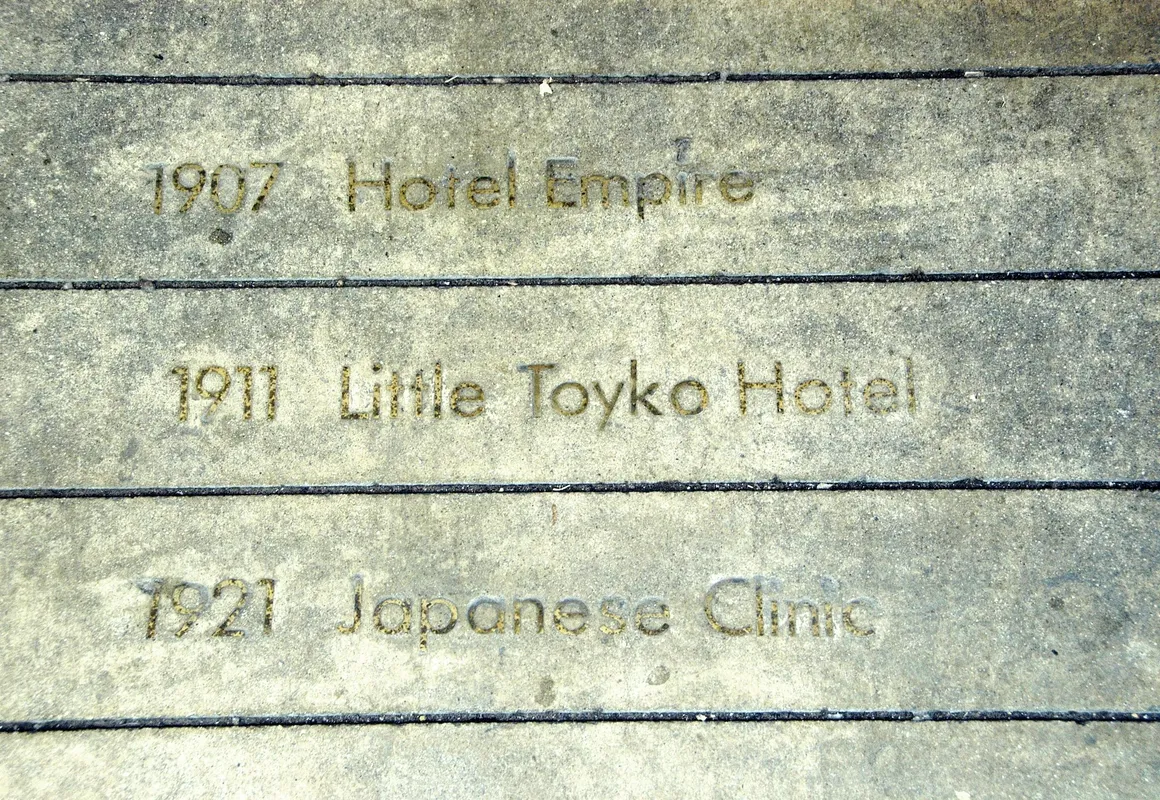 1907 Hotel Empire
1911 Little Toyko Hotel
1921 Japanese Clinic